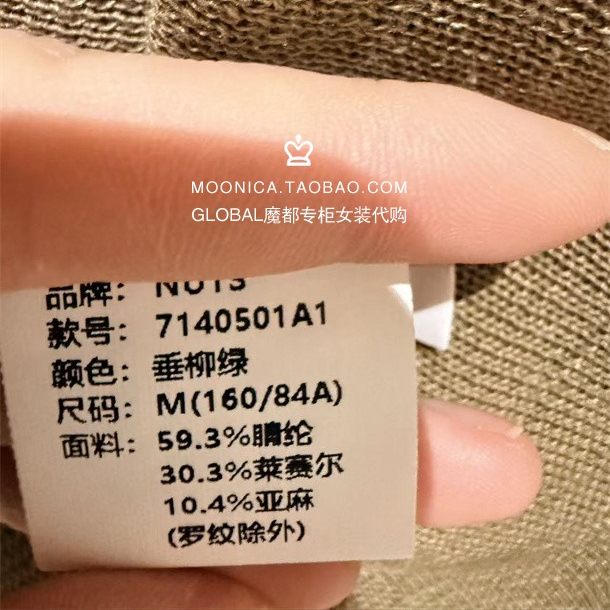 MOONICA.TAOBAO.COM
GLOBAL魔都专柜女装代购
品牌:
款号: 7140501A1
颜色: 垂柳绿
尺码: M(160/84A)
面料: 59.3%腈纶
30.3%莱赛尔
10.4%亚麻
(罗纹除外)